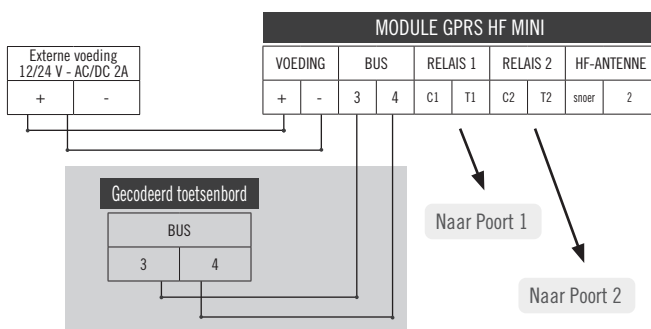 MODULE GPRS HF MINI
Externe voeding
12/24 V - AC/DC 2A
+ -
VOEDING BUS RELAIS 1 RELAIS 2 HF-ANTENNE
+ - 3 4 C1 T1 C2 T2 snoer 2
Gecodeerd toetsenbord
BUS
3 4
Naar Poort 1
Naar Poort 2